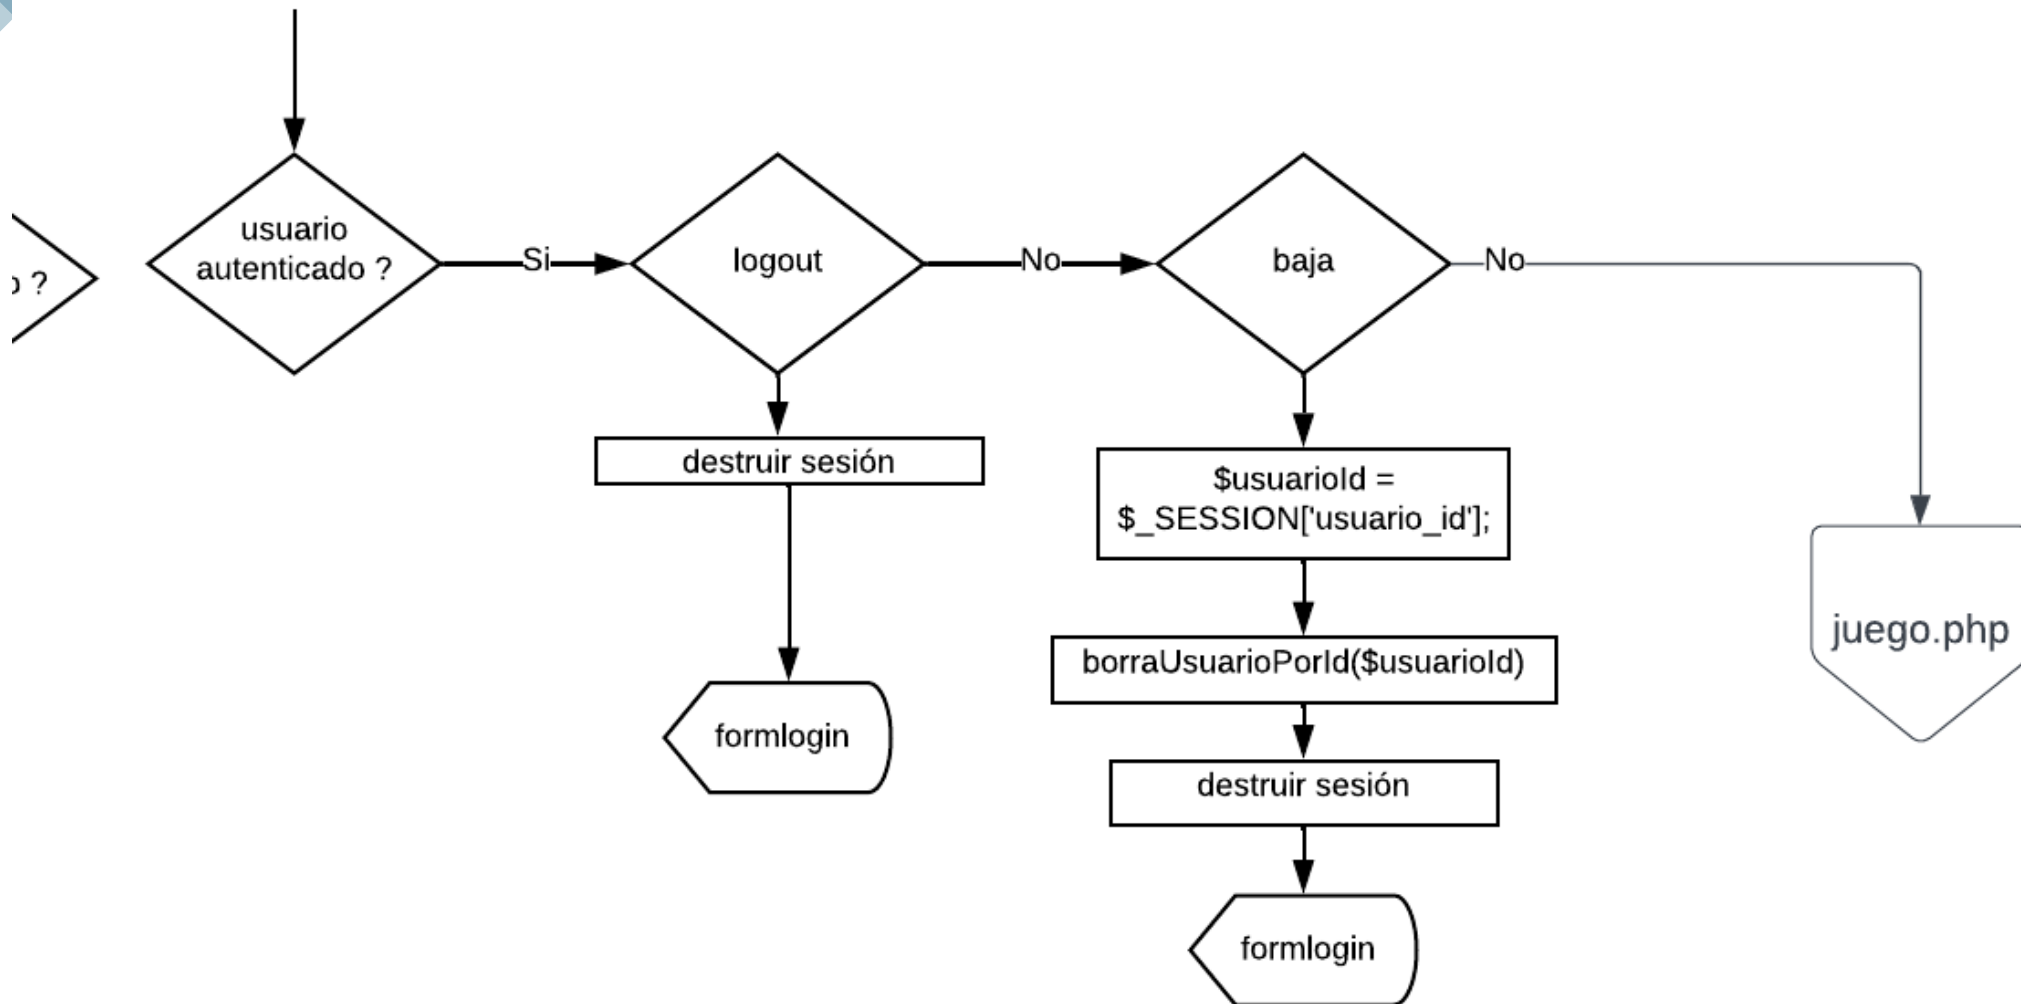 usuario
autenticado ?
Si
logout
No
baja
No
?
destruir sesión
$usuarioId =
$_SESSION['usuario_id'];
juego.php
borraUsuarioPorId($usuarioId)
formlogin
destruir sesión
formlogin